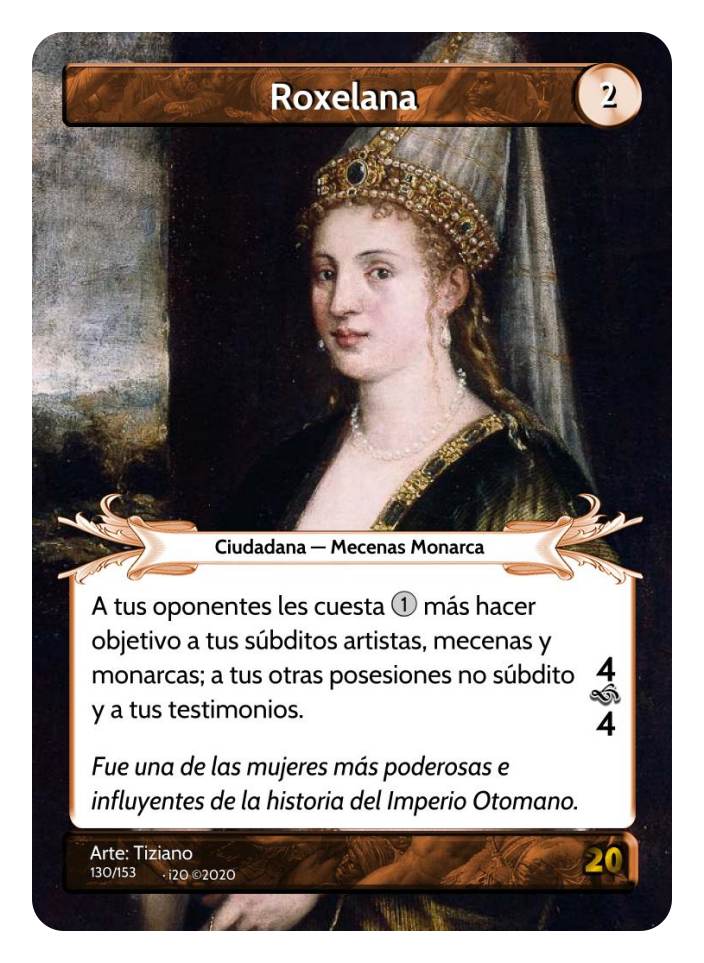 Roxelana
2
Ciudadana — Mecenas Monarca
A tus oponentes les cuesta 1 más hacer
objetivo a tus súbditos artistas, mecenas y
monarcas; a tus otras posesiones no súbdito
y a tus testimonios.
4
4
Fue una de las mujeres más poderosas e
influyentes de la historia del Imperio Otomano.
Arte: Tiziano
130/153 · i20 ©2020
20